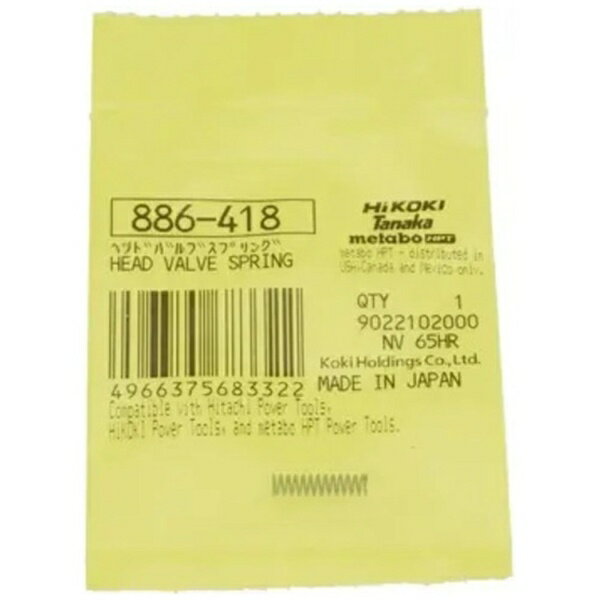 886-418
ヘッドバルブスプリング
HEAD VALVE SPRING
HiKOKI
Tanaka
metabo HPT
metabo HPT - distributed in
USA,Canada and Mexico only.
QTY 1
9022102000
NV 65HR
Koki Holdings Co.,Ltd.
MADE IN JAPAN
4966375683322
Compatible with Hitachi Power Tools,
HiKOKI Power Tools, and metabo HPT Power Tools.